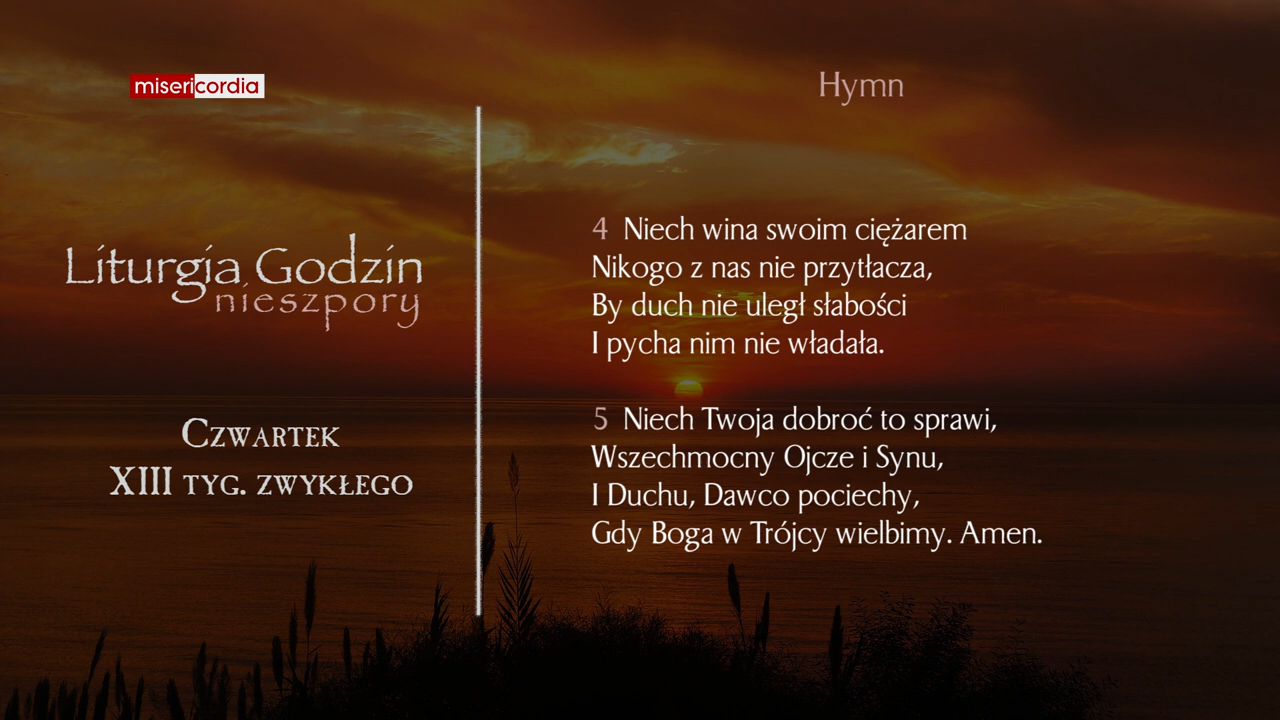 misericordia
Liturgia Godzin
nieszpory
Czwartek
XIII tyg. zwykłego
Hymn
4 Niech wina swoim ciężarem
Nikogo z nas nie przytłacza,
By duch nie uległ słabości
I pycha nim nie władała.
5 Niech Twoja dobroć to sprawi,
Wszechmocny Ojcze i Synu,
I Duchu, Dawco pociechy,
Gdy Boga w Trójcy wielbimy. Amen.